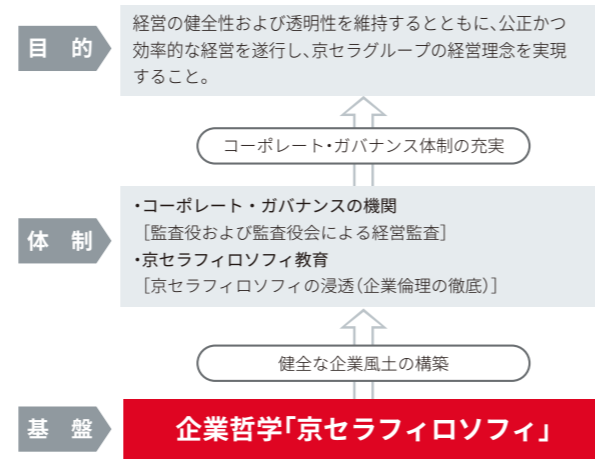 目 的
経営の健全性および透明性を維持するとともに、公正かつ
効率的な経営を遂行し、京セラグループの経営理念を実現
すること。
コーポレート・ガバナンス体制の充実
体 制
・コーポレート・ガバナンスの機関
［監査役および監査役会による経営監査］
・京セラフィロソフィ教育
［京セラフィロソフィの浸透（企業倫理の徹底）］
健全な企業風土の構築
基 盤
企業哲学「京セラフィロソフィ」